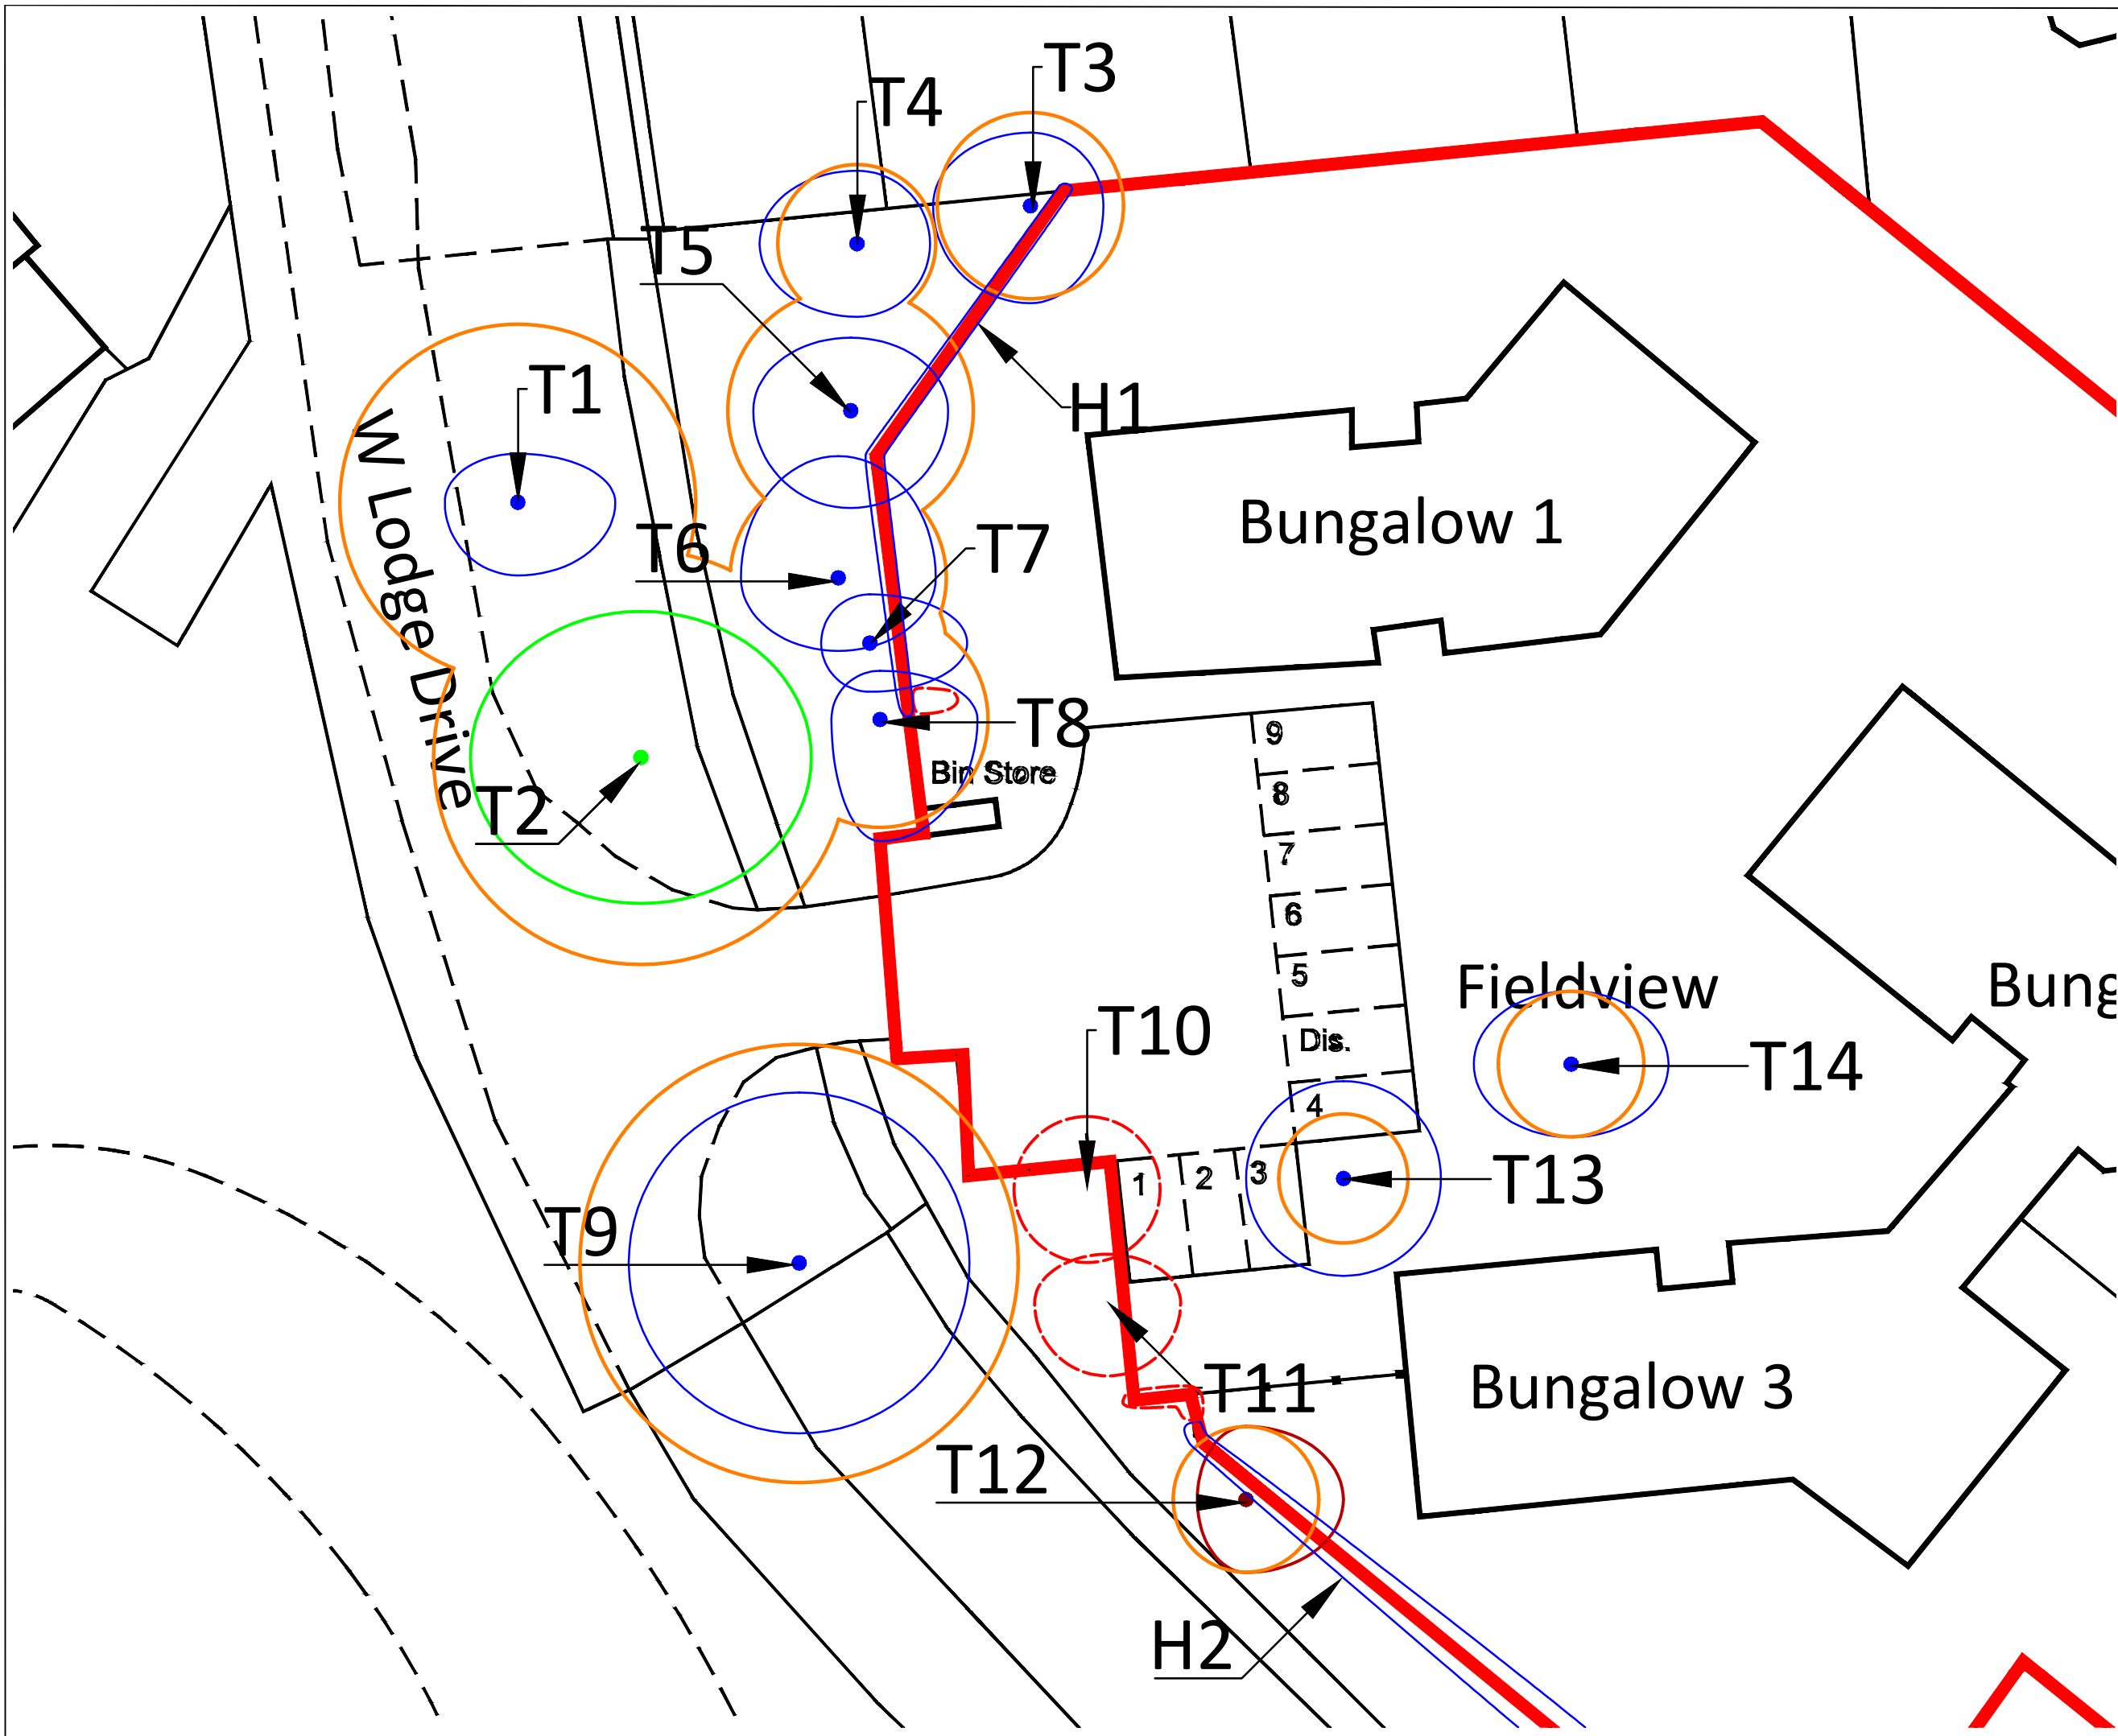 T3
T4
T5
T1
H1
W Lodge Drive
Bungalow 1
T6
T7
T8
9
Bin Store
T2
8
7
6
5
Fieldview
Bung
T10
Dis.
T14
4
1
2
3
T13
T9
T11
Bungalow 3
T12
H2